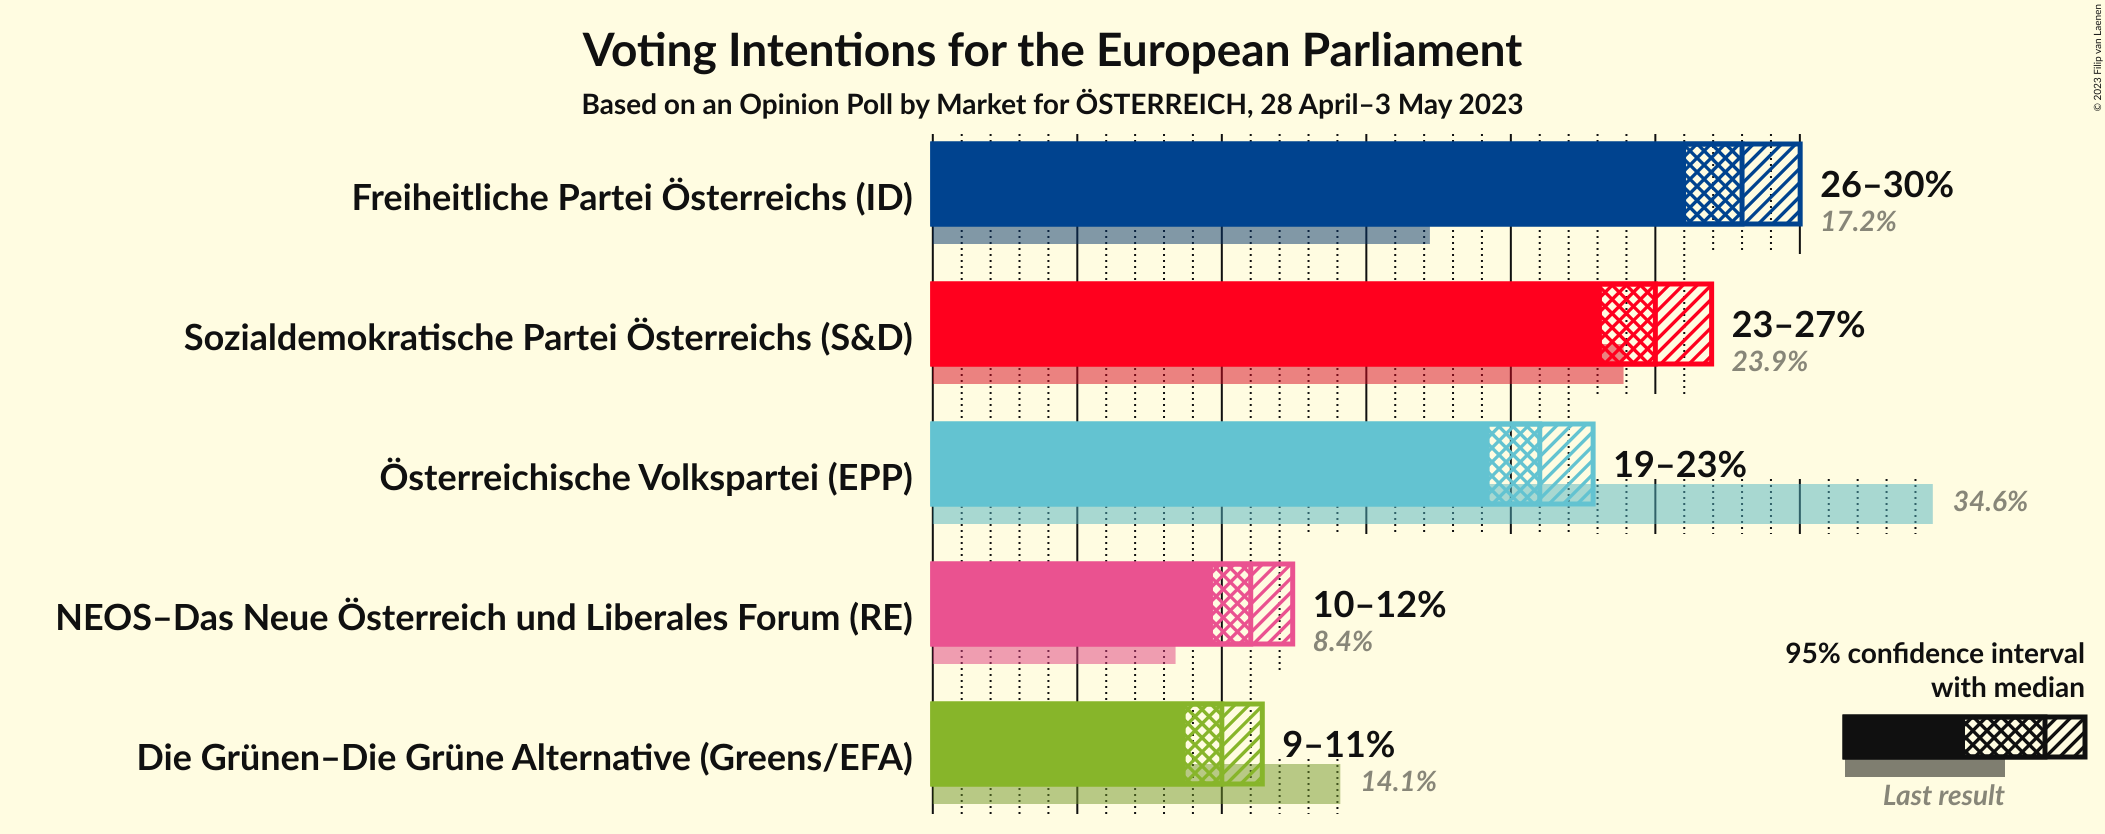 Voting Intentions for the European Parliament
Based on an Opinion Poll by Market for ÖSTERREICH, 28 April–3 May 2023
© 2023 Filip van Laenen
Freiheitliche Partei Österreichs (ID)
26–30%
17.2%
Sozialdemokratische Partei Österreichs (S&D)
23–27%
23.9%
Österreichische Volkspartei (EPP)
19–23%
34.6%
NEOS–Das Neue Österreich und Liberales Forum (RE)
10–12%
8.4%
Die Grünen–Die Grüne Alternative (Greens/EFA)
9–11%
14.1%
95% confidence interval
with median
Last result